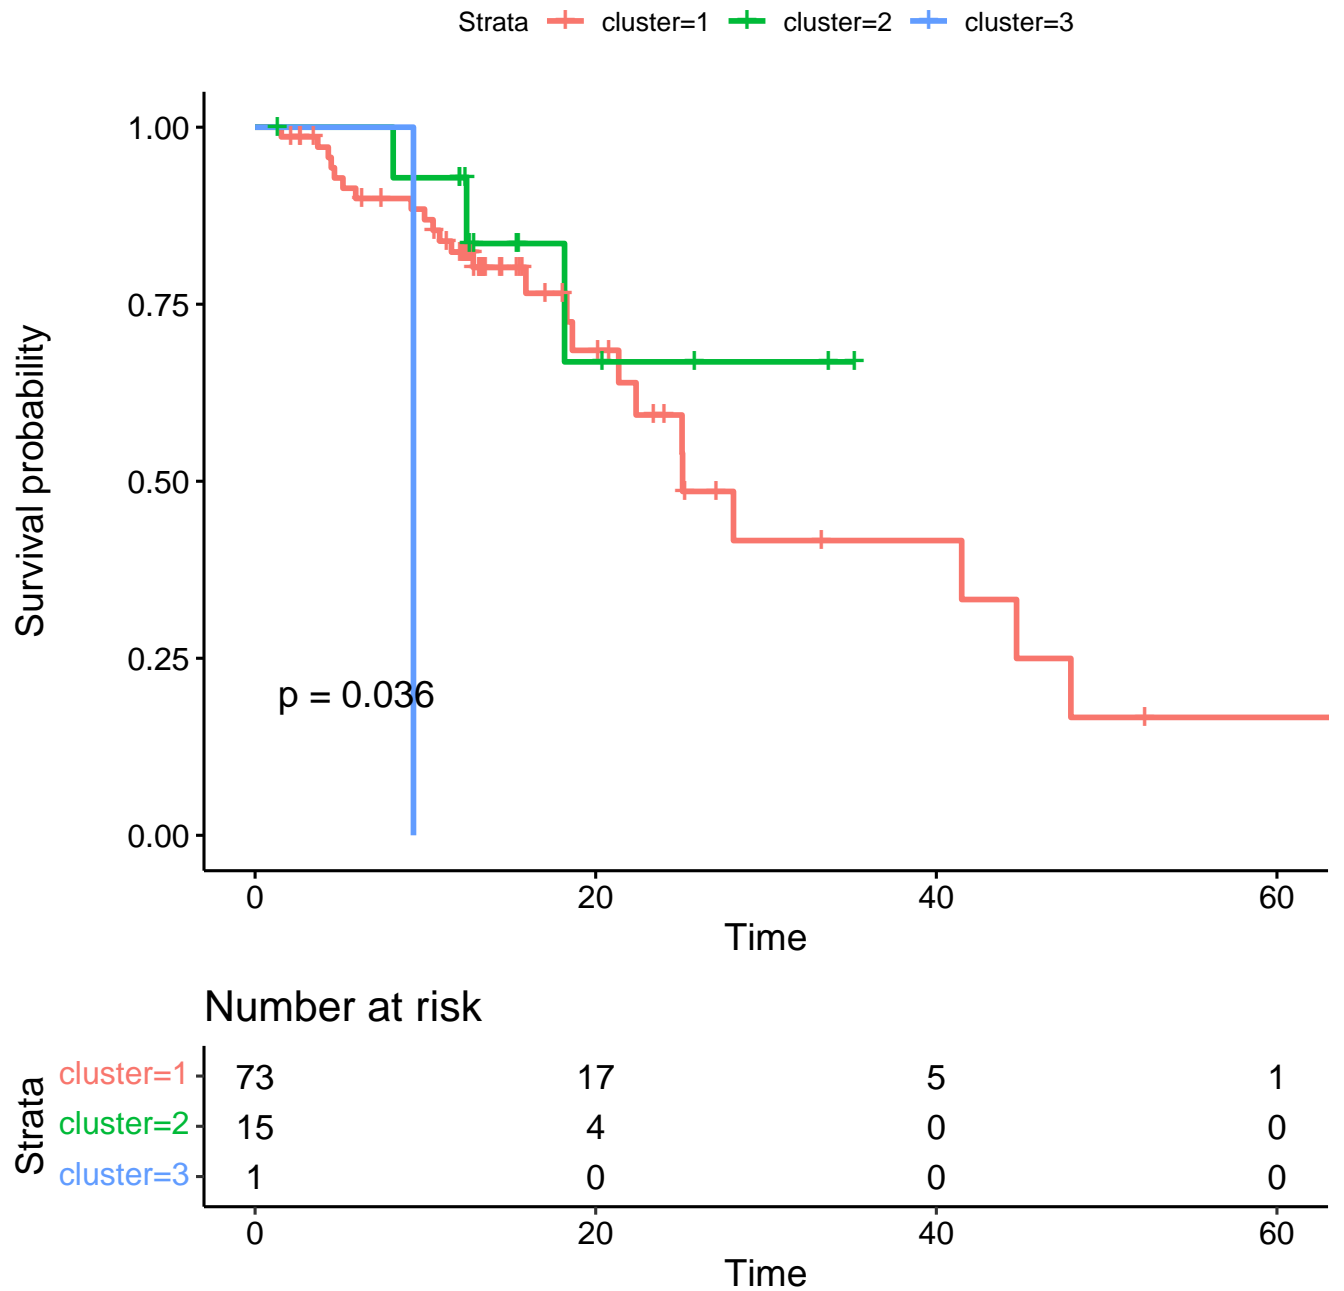 Strata cluster=1 cluster=2 cluster=3
Survival probability
1.00
0.75
0.50
0.25
0.00
p = 0.036
0 20 40 60
Time
Number at risk
Strata
cluster=1 73 17 5 1
cluster=2 15 4 0 0
cluster=3 1 0 0 0
0 20 40 60
Time